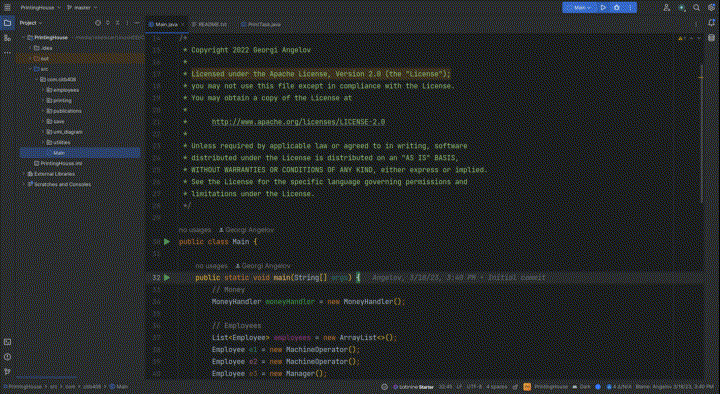 PrintingHouse
master
Main
Project
Main.java
README.txt
PrintTask.java
PrintingHouse
.idea
out
src
employees
printing
publications
save
uml_diagram
utilities
Main
PrintingHouse.iml
External Libraries
Scratches and Consoles
/*
* Copyright 2022 Georgi Angelov
*
* Licensed under the Apache License, Version 2.0 (the "License");
* you may not use this file except in compliance with the License.
* You may obtain a copy of the License at
*
* http://www.apache.org/licenses/LICENSE-2.0
*
* Unless required by applicable law or agreed to in writing, software
* distributed under the License is distributed on an "AS IS" BASIS,
* WITHOUT WARRANTIES OR CONDITIONS OF ANY KIND, either express or implied.
* See the License for the specific language governing permissions and
* limitations under the License.
*/
no usages Georgi Angelov
30 public class Main {
31
no usages Georgi Angelov
32 public static void main(String[] args) { Angelov, 3/18/23, 3:40 PM • Initial commit
// Money
MoneyHandler moneyHandler = new MoneyHandler();
// Employees
List<Employee> employees = new ArrayList<>();
Employee e1 = new MachineOperator();
Employee e2 = new MachineOperator();
Employee e3 = new Manager();
PrintingHouse > src > com > citb408 > Main
32:45 LF UTF-8 4 spaces PrintingHouse Dark Blame: Angelov 3/18/23, 3:40 PM